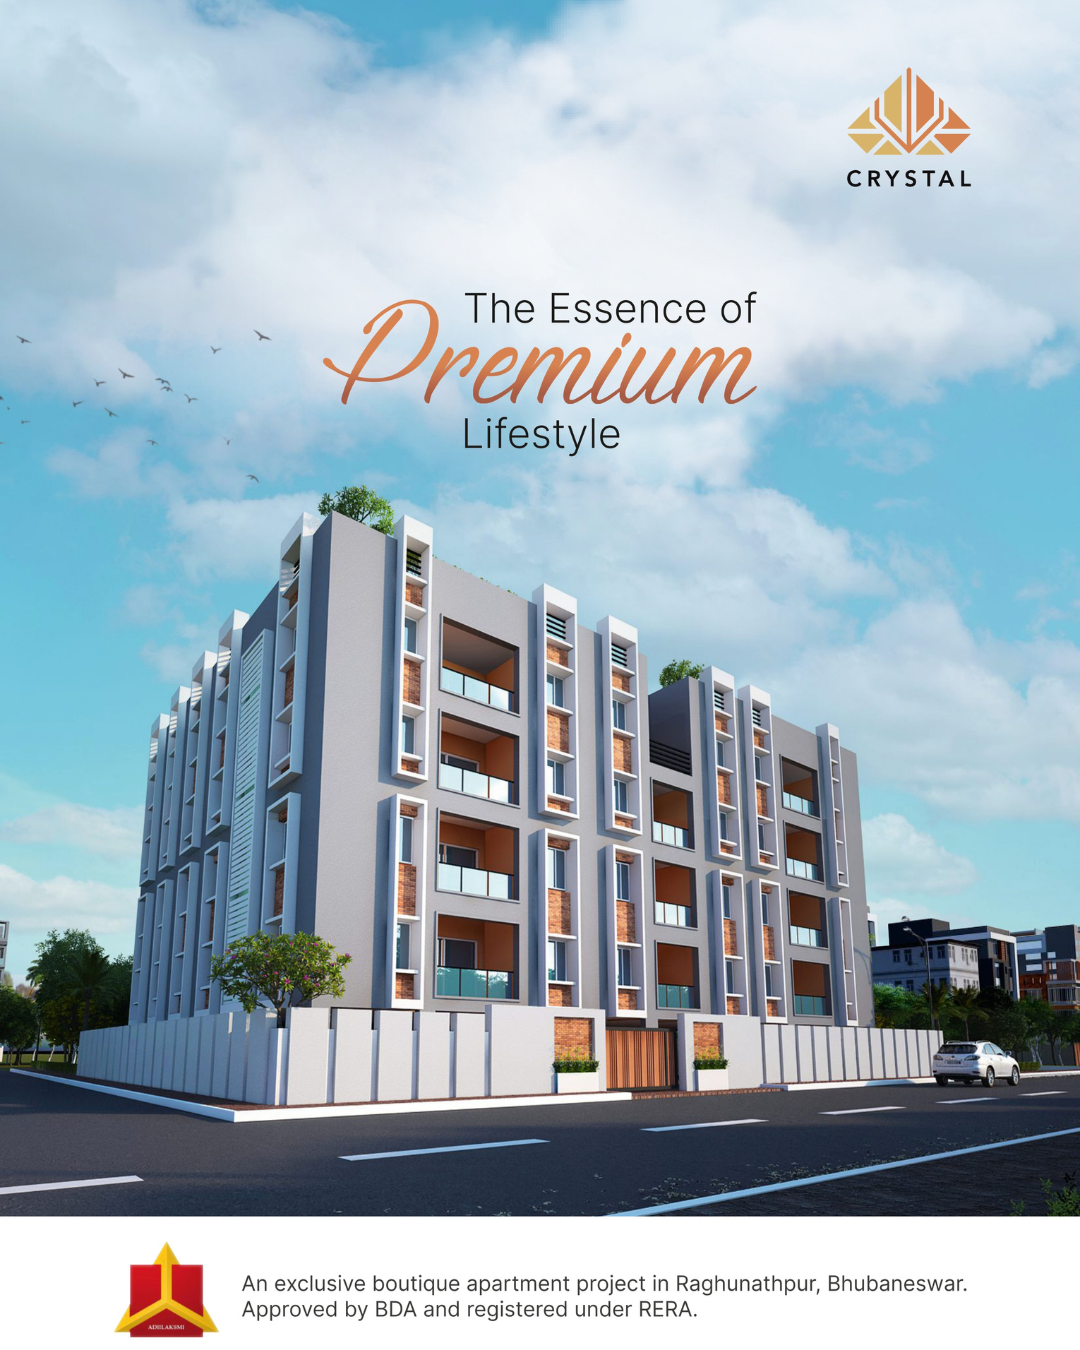 CRYSTAL
The Essence of
Premium
Lifestyle
An exclusive boutique apartment project in Raghunathpur, Bhubaneswar.
Approved by BDA and registered under RERA.
ADIILAKSMI